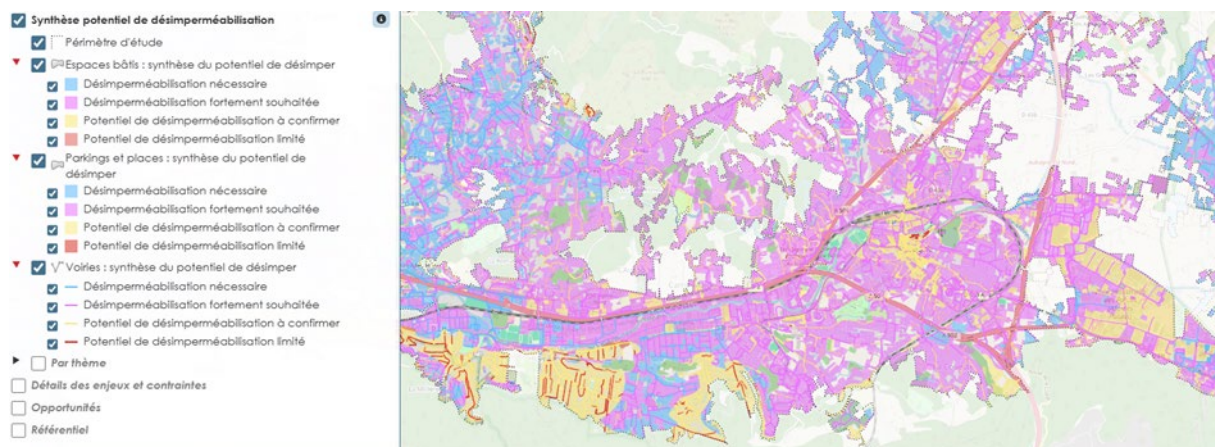 Synthèse potentiel de désimperméabilisation
Périmètre d'étude
Espaces bâtis : synthèse du potentiel de désimper
Désimperméabilisation nécessaire
Désimperméabilisation fortement souhaitée
Potentiel de désimperméabilisation à confirmer
Potentiel de désimperméabilisation limité
Parkings et places : synthèse du potentiel de
désimper
Désimperméabilisation nécessaire
Désimperméabilisation fortement souhaitée
Potentiel de désimperméabilisation à confirmer
Potentiel de désimperméabilisation limité
Voiries : synthèse du potentiel de désimper
Désimperméabilisation nécessaire
Désimperméabilisation fortement souhaitée
Potentiel de désimperméabilisation à confirmer
Potentiel de désimperméabilisation limité
Par thème
Détails des enjeux et contraintes
Opportunités
Référentiel